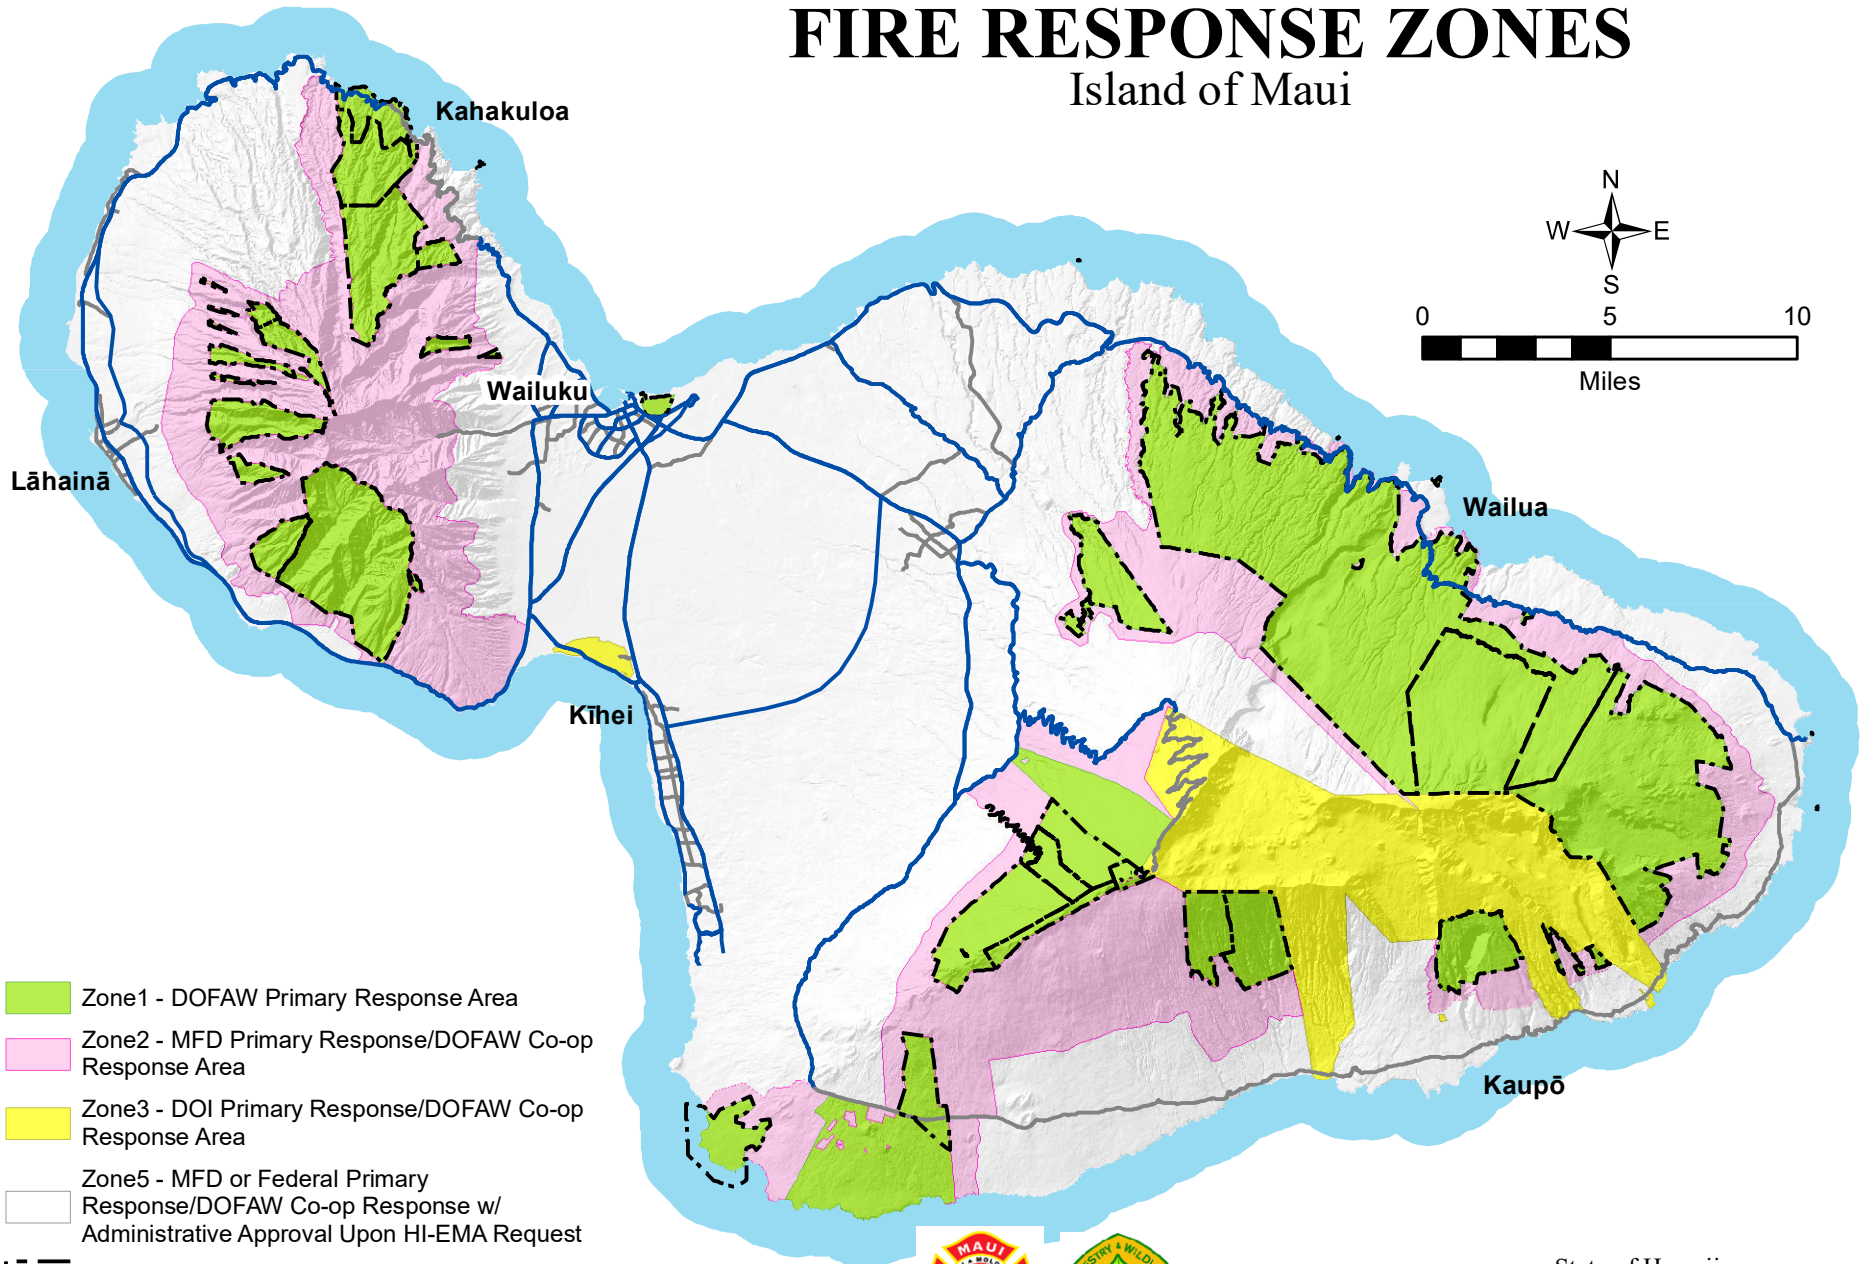 FIRE RESPONSE ZONES
Island of Maui
Kahakuloa
N
W E
S
0 5 10
Miles
Wailuku
Lāhainā
Wailua
Kīhei
Zone1 - DOFAW Primary Response Area
Zone2 - MFD Primary Response/DOFAW Co-op
Response Area
Kaupō
Zone3 - DOI Primary Response/DOFAW Co-op
Response Area
Zone5 - MFD or Federal Primary
Response/DOFAW Co-op Response w/
Administrative Approval Upon HI-EMA Request
MAUI